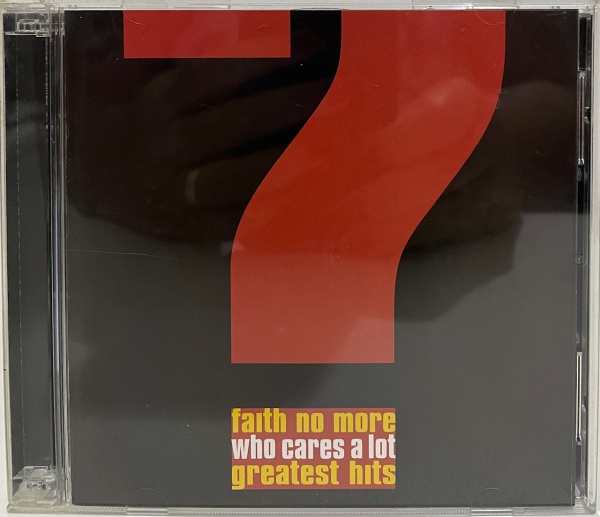 faith no more
who cares a lot
greatest hits